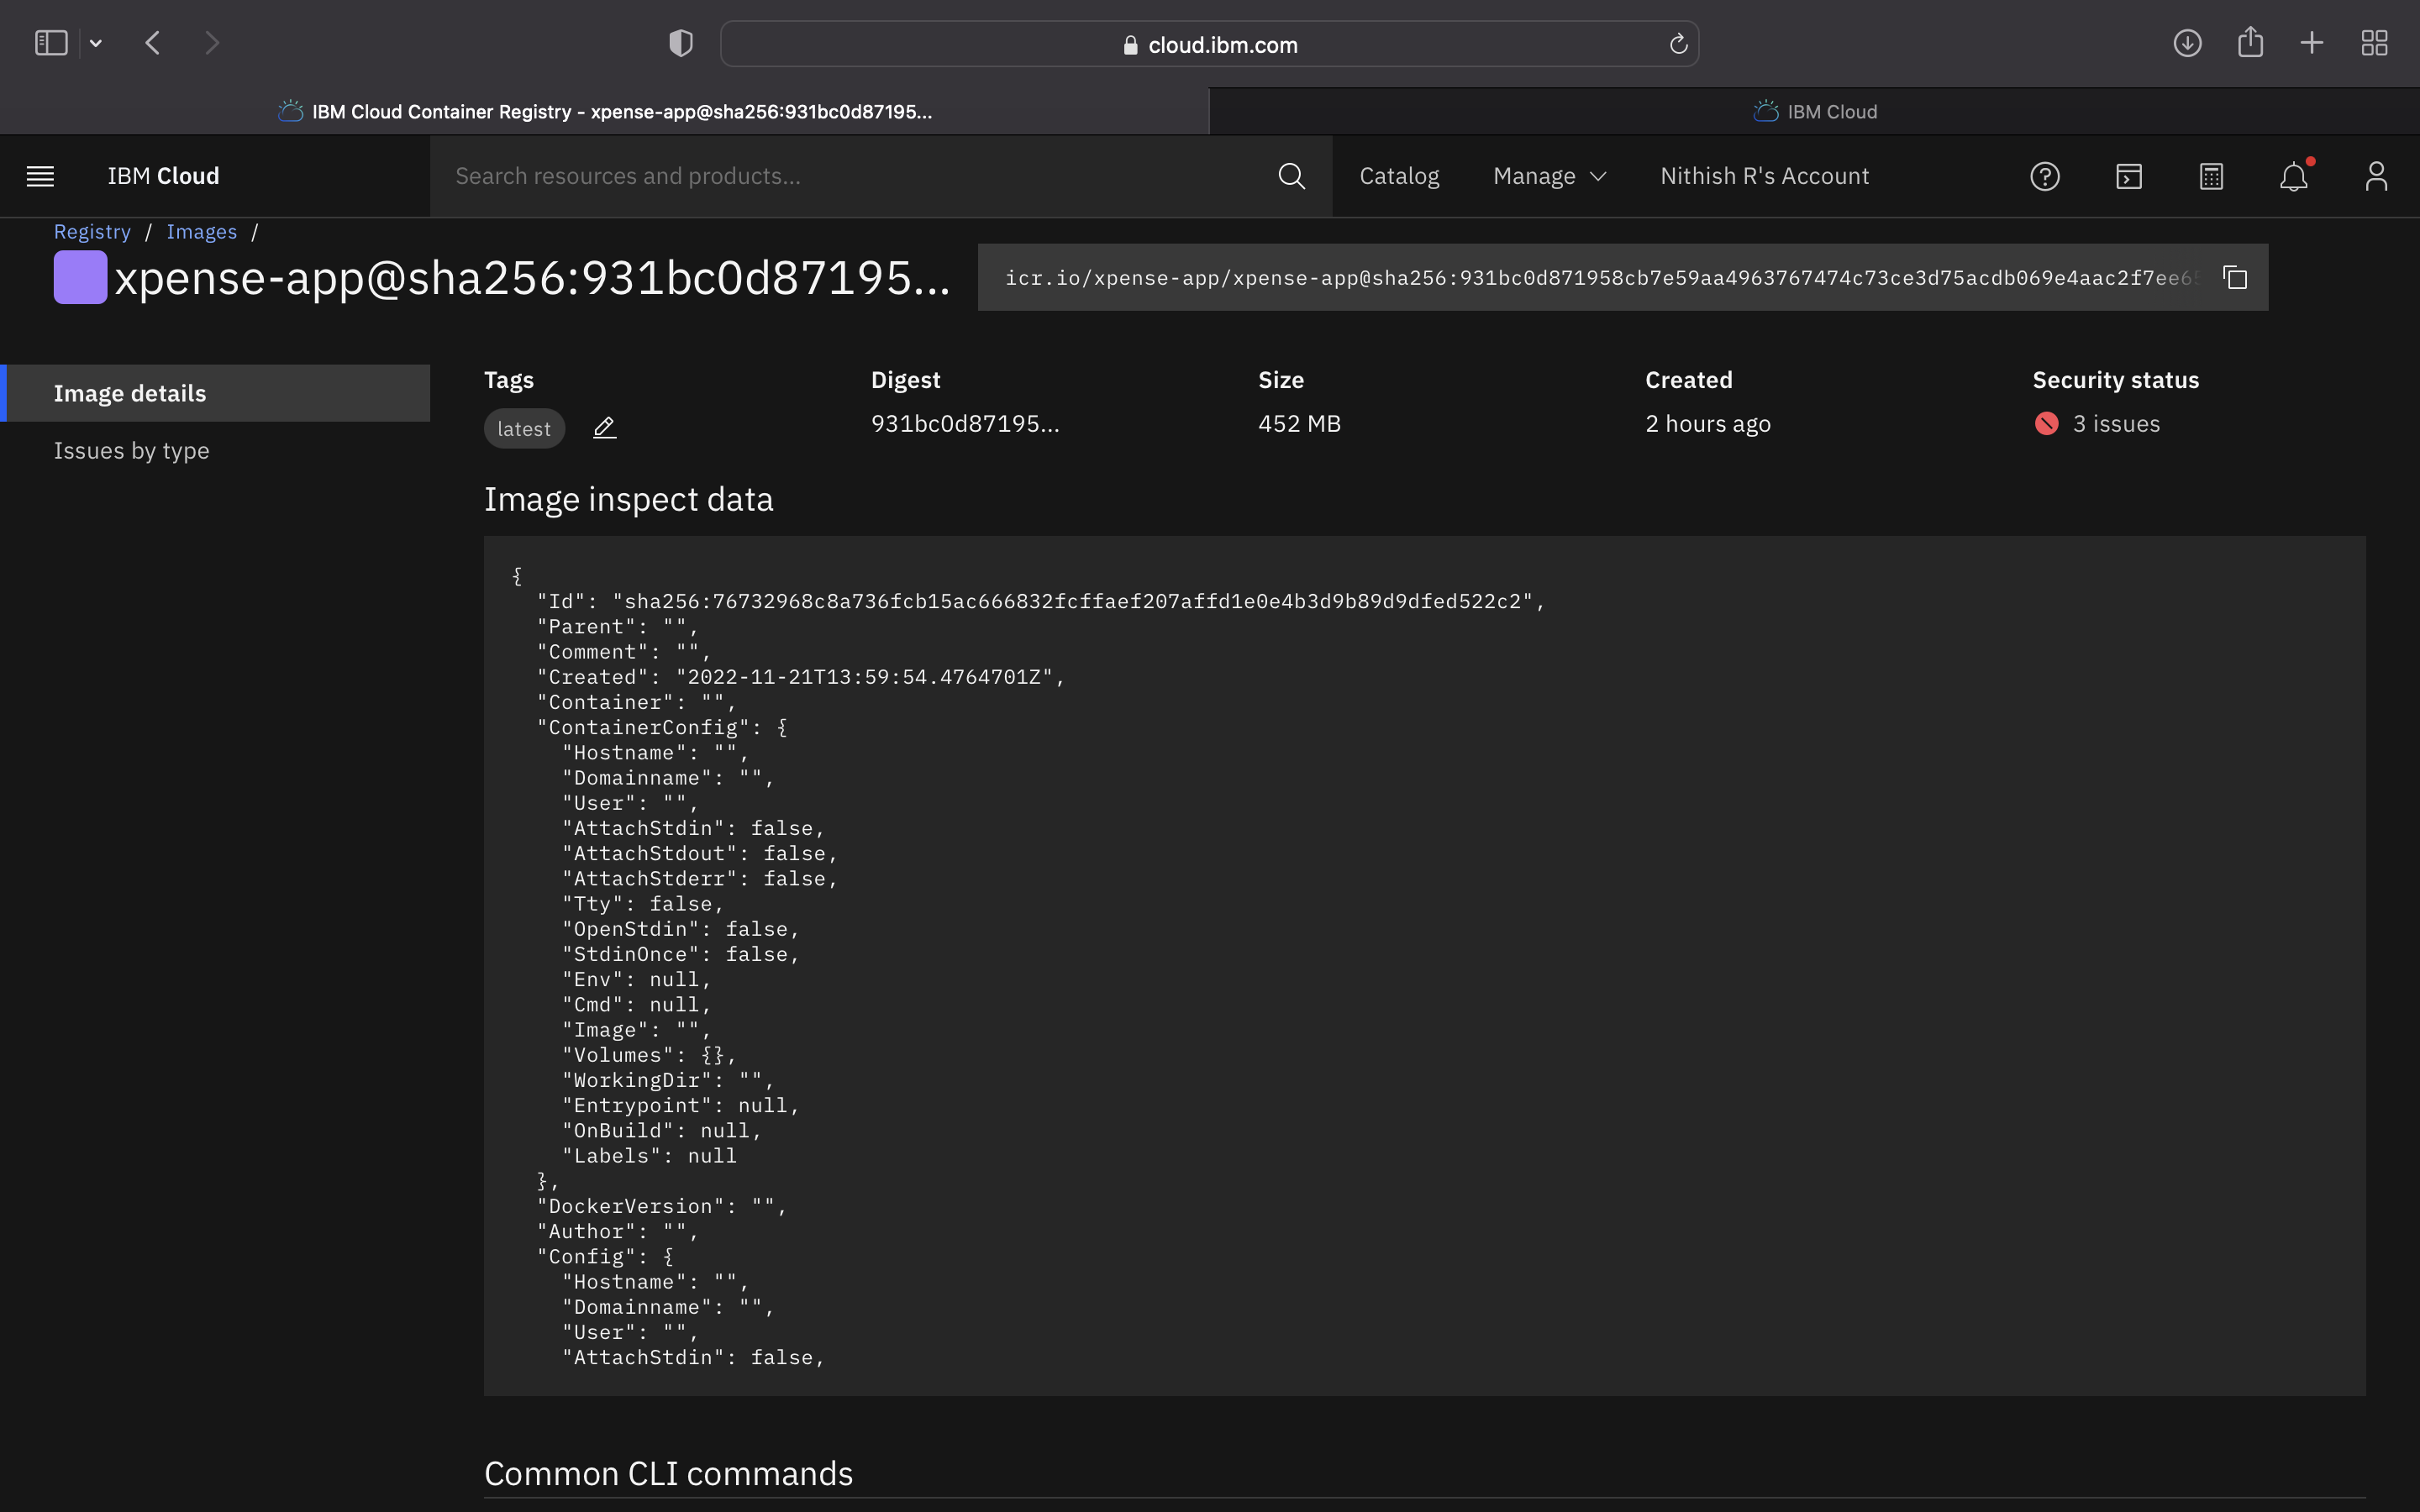 cloud.ibm.com
IBM Cloud Container Registry - xpense-app@sha256:931bc0d87195...
IBM Cloud
IBM Cloud
Search resources and products...
Catalog
Manage
Nithish R's Account
Registry / Images /
xpense-app@sha256:931bc0d87195...
icr.io/xpense-app/xpense-app@sha256:931bc0d871958cb7e59aa4963767474c73ce3d75acdb069e4aac2f7ee6
Image details
Issues by type
Tags
Digest
Size
Created
Security status
latest
931bc0d87195...
452 MB
2 hours ago
3 issues
Image inspect data
{
"Id": "sha256:76732968c8a736fcb15ac666832fcffaef207affd1e0e4b3d9b89d9dfed522c2",
"Parent": "",
"Comment": "",
"Created": "2022-11-21T13:59:54.4764701Z",
"Container": "",
"ContainerConfig": {
"Hostname": "",
"Domainname": "",
"User": "",
"AttachStdin": false,
"AttachStdout": false,
"AttachStderr": false,
"Tty": false,
"OpenStdin": false,
"StdinOnce": false,
"Env": null,
"Cmd": null,
"Image": "",
"Volumes": {},
"WorkingDir": "",
"Entrypoint": null,
"OnBuild": null,
"Labels": null
},
"DockerVersion": "",
"Author": "",
"Config": {
"Hostname": "",
"Domainname": "",
"User": "",
"AttachStdin": false,
Common CLI commands